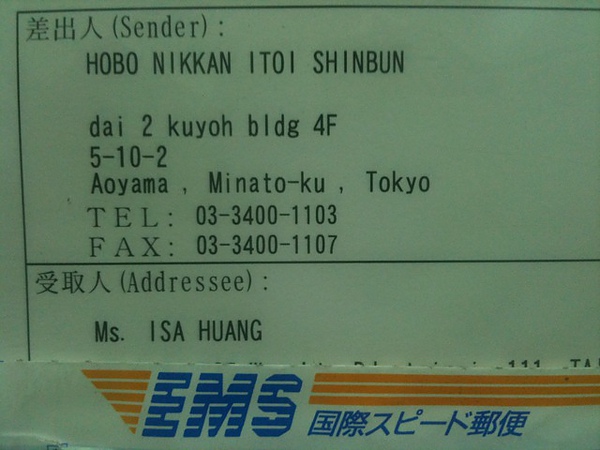 差出人(Sender):
HOBO NIKKAN ITOI SHINBUN
dai 2 kuyoh bldg 4F
5-10-2
Aoyama , Minato-ku , Tokyo
TEL: 03-3400-1103
FAX: 03-3400-1107
受取人(Addressee):
Ms. ISA HUANG
EMS 国際スピード郵便